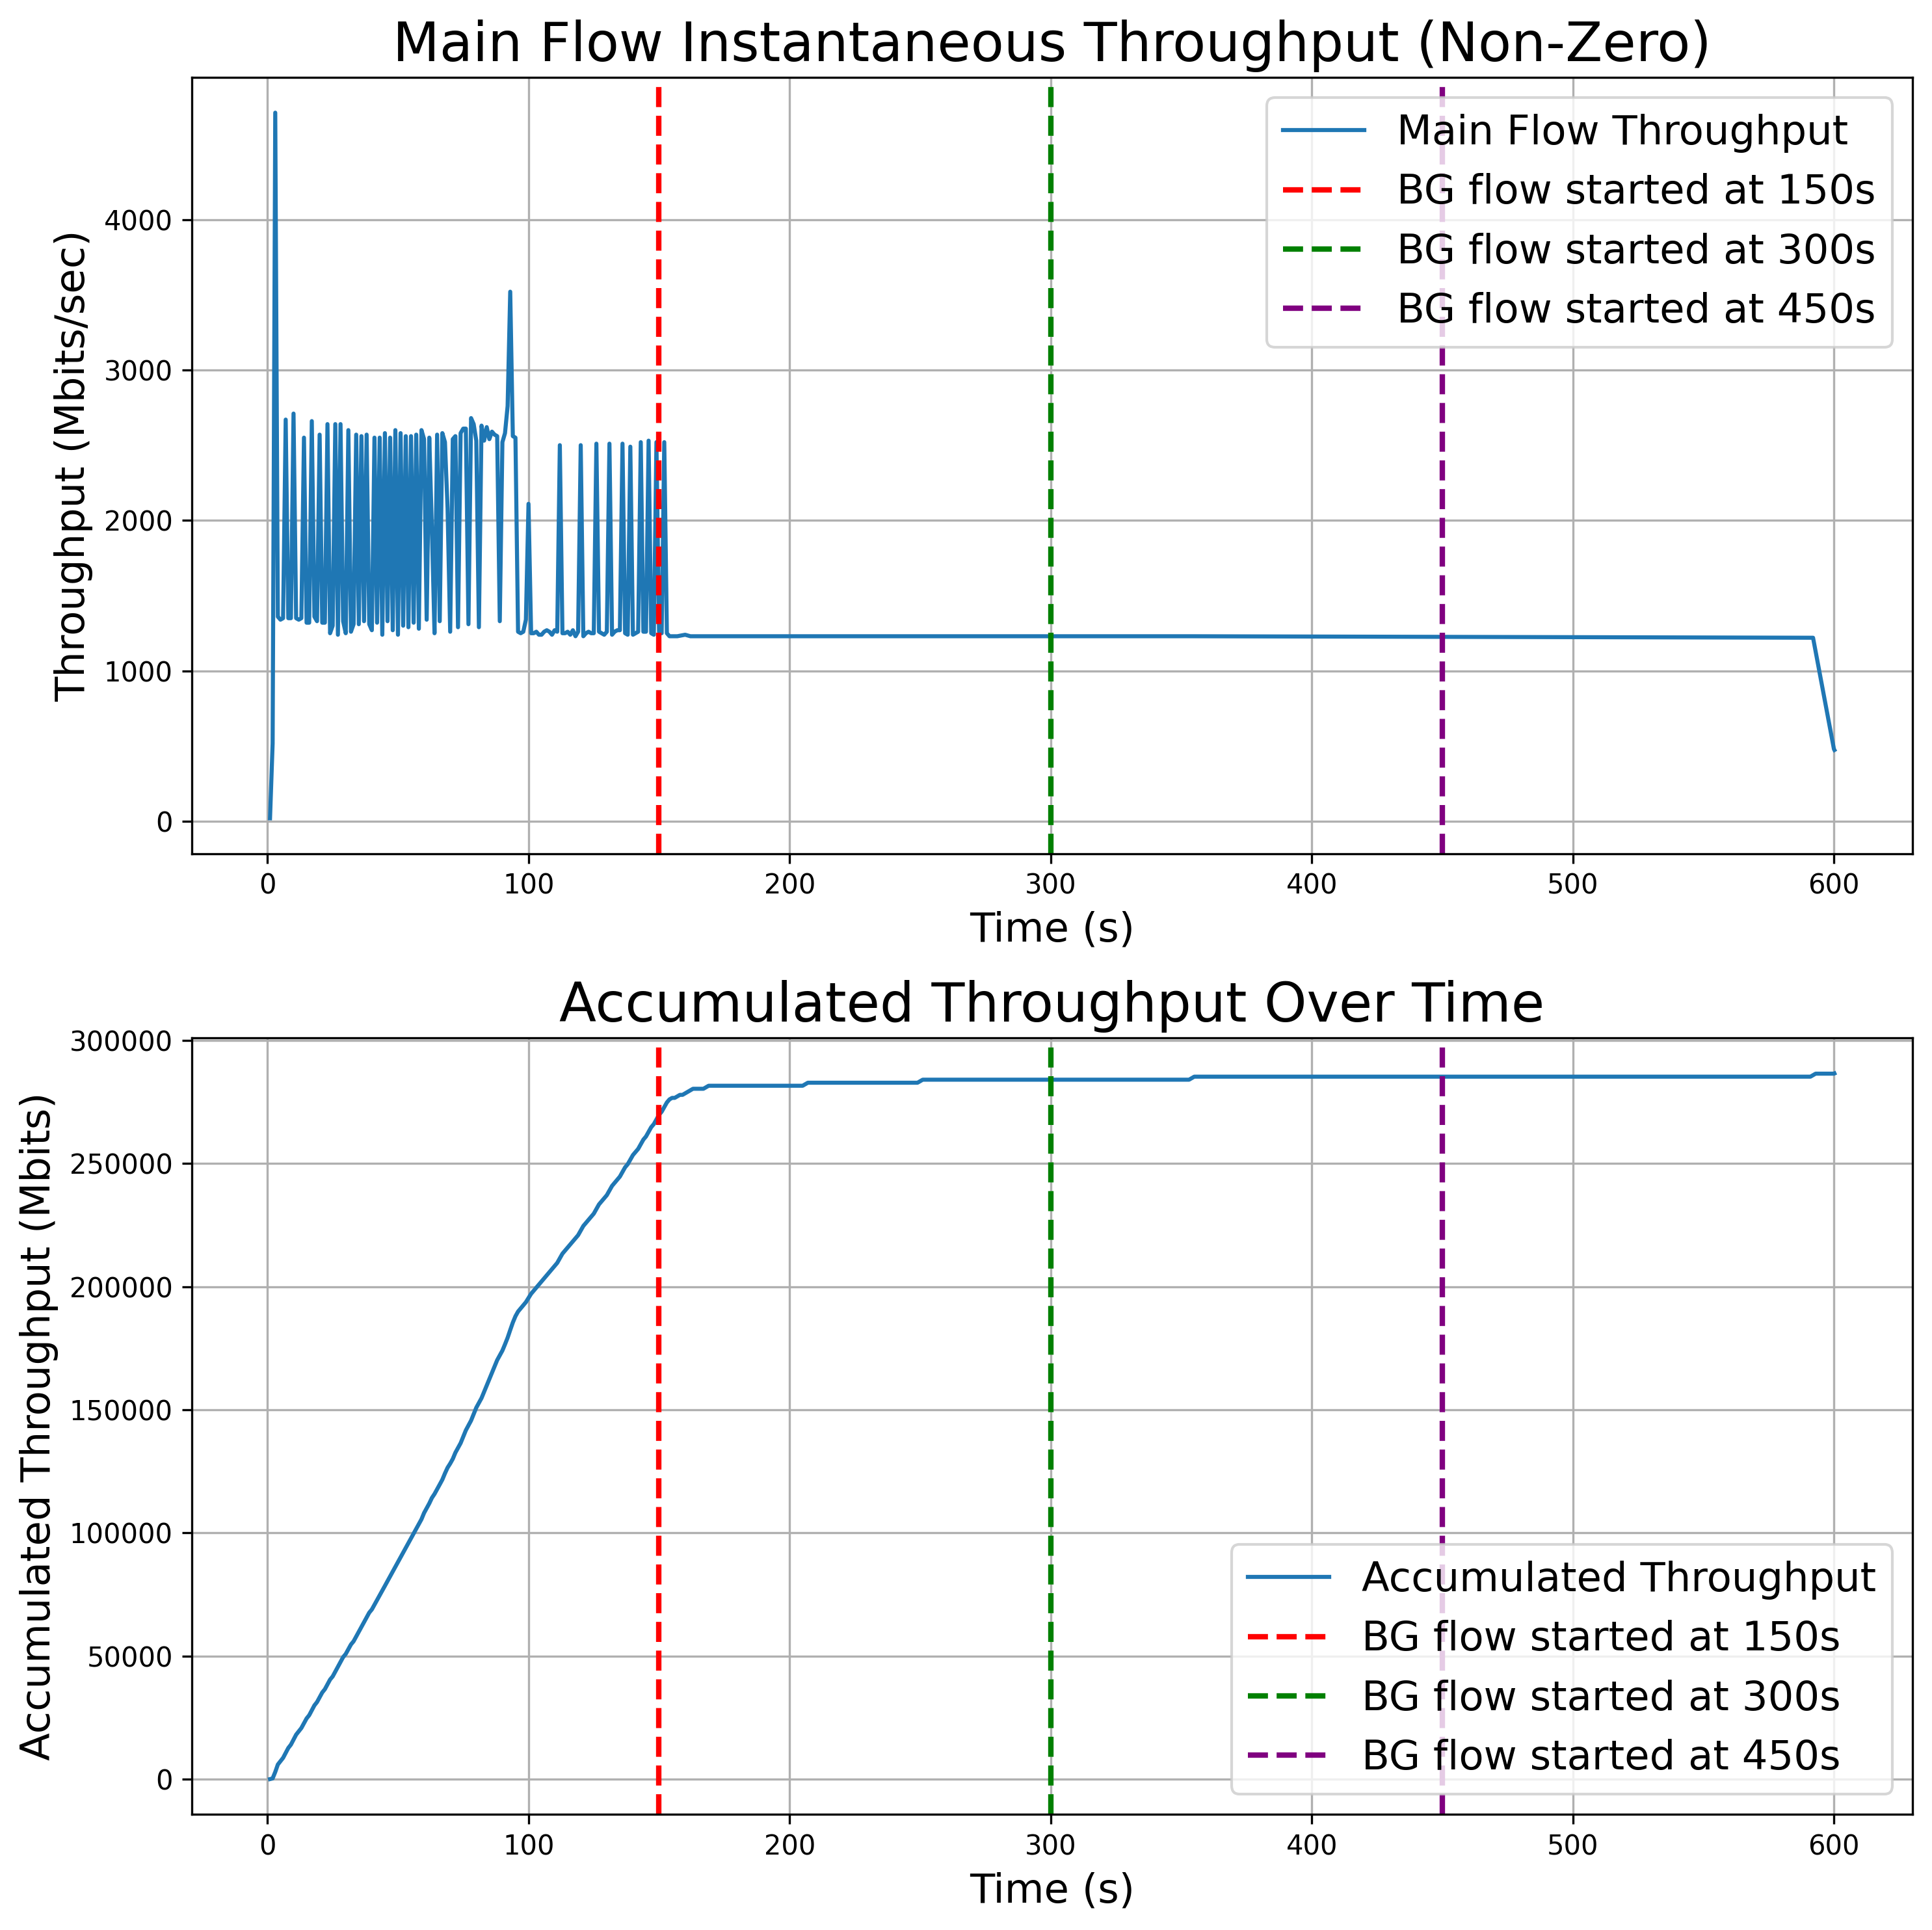 Main Flow Instantaneous Throughput (Non-Zero)
Throughput (Mbits/sec)
4000
3000
2000
1000
0
Main Flow Throughput
BG flow started at 150s
BG flow started at 300s
BG flow started at 450s
0 100 200 300 400 500 600
Time (s)
Accumulated Throughput Over Time
Accumulated Throughput (Mbits)
300000
250000
200000
150000
100000
50000
0
Accumulated Throughput
BG flow started at 150s
BG flow started at 300s
BG flow started at 450s
0 100 200 300 400 500 600
Time (s)